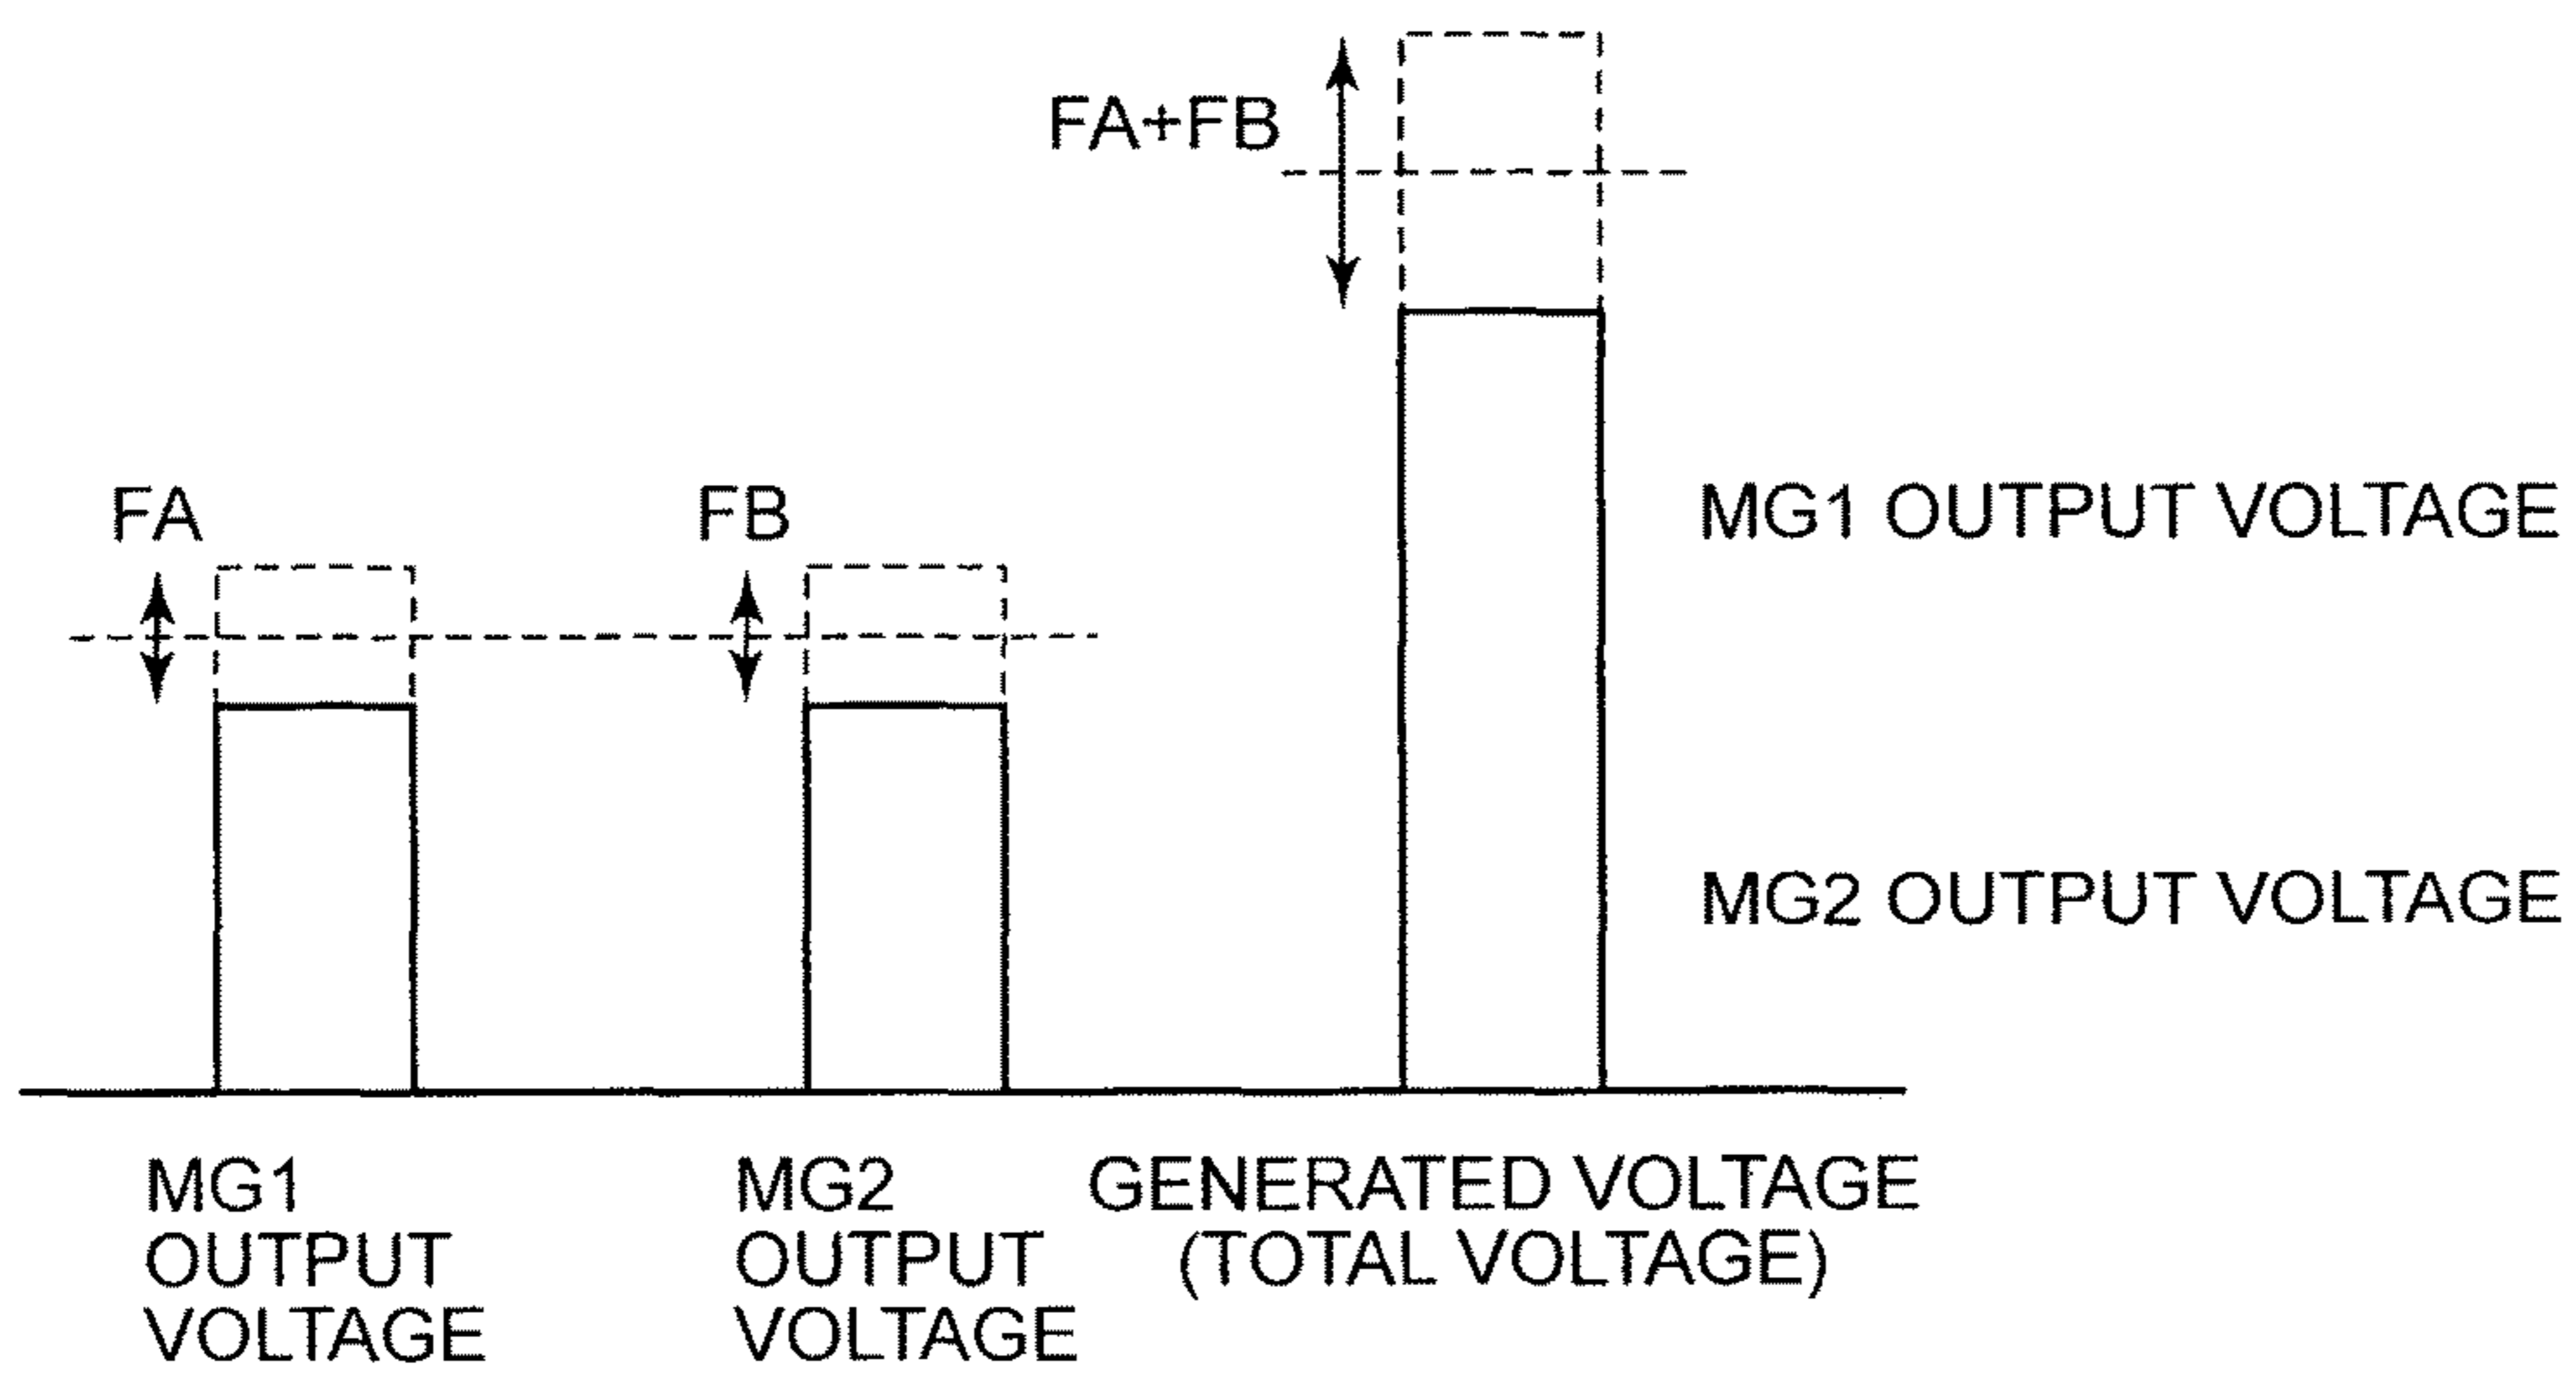 FA+FB
FA
FB
MG1 OUTPUT VOLTAGE
MG2 OUTPUT VOLTAGE
MG1
OUTPUT
VOLTAGE
MG2
OUTPUT
VOLTAGE
GENERATED VOLTAGE
(TOTAL VOLTAGE)